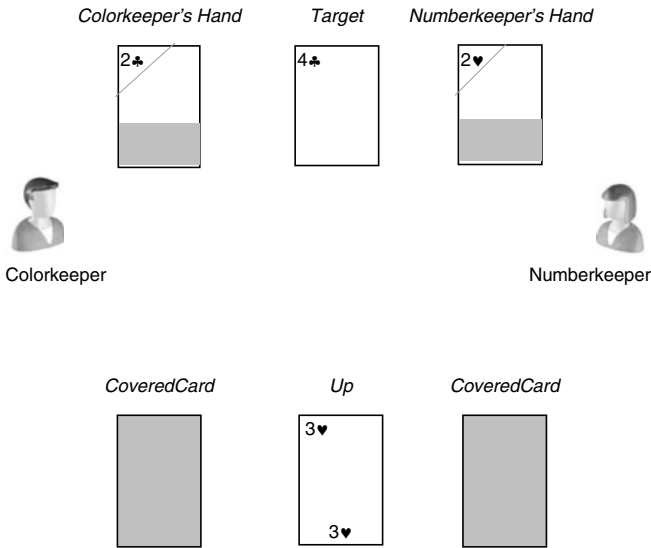 Colorkeeper's Hand
Target
Numberkeeper's Hand
2♣
4♣
2♥
Colorkeeper
Numberkeeper
CoveredCard
Up
CoveredCard
3♥
3♥